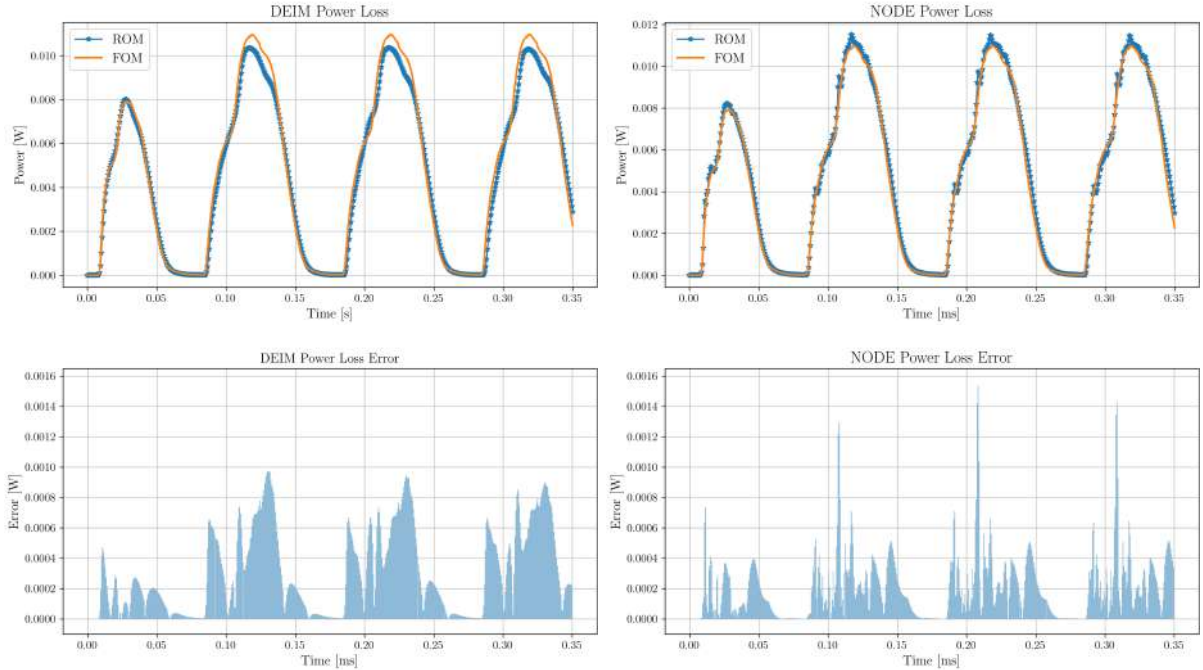 DEIM Power Loss
ROM
FOM
Power [W]
0.010
0.008
0.006
0.004
0.002
0.000
0.00 0.05 0.10 0.15 0.20 0.25 0.30 0.35
Time [s]
NODE Power Loss
ROM
FOM
Power [W]
0.012
0.010
0.008
0.006
0.004
0.002
0.000
0.00 0.05 0.10 0.15 0.20 0.25 0.30 0.35
Time [ms]
DEIM Power Loss Error
Error [W]
0.0016
0.0014
0.0012
0.0010
0.0008
0.0006
0.0004
0.0002
0.0000
0.00 0.05 0.10 0.15 0.20 0.25 0.30 0.35
Time [ms]
NODE Power Loss Error
Error [W]
0.0016
0.0014
0.0012
0.0010
0.0008
0.0006
0.0004
0.0002
0.0000
0.00 0.05 0.10 0.15 0.20 0.25 0.30 0.35
Time [ms]